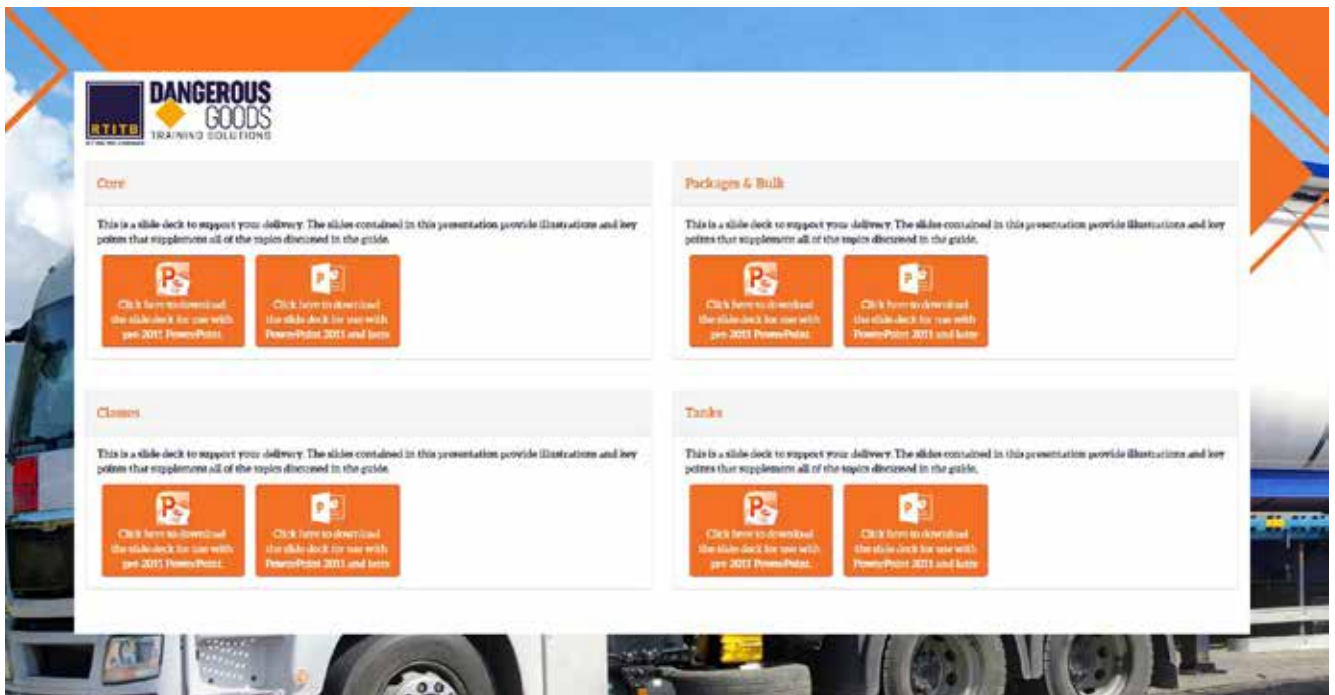 RTITB
DANGEROUS
GOODS
TRAINING SOLUTIONS
Core
This is a slide deck to support your delivery. The slides contained in this presentation provide illustrations and key
points that supplement all of the topics discussed in the guide.
Click here to download
the slide deck for use with
pre 2011 PowerPoint.
Click here to download
the slide deck for use with
PowerPoint 2011 and later
Packages & Bulk
This is a slide deck to support your delivery. The slides contained in this presentation provide illustrations and key
points that supplement all of the topics discussed in the guide.
Click here to download
the slide deck for use with
pre 2011 PowerPoint.
Click here to download
the slide deck for use with
PowerPoint 2011 and later
Classes
This is a slide deck to support your delivery. The slides contained in this presentation provide illustrations and key
points that supplement all of the topics discussed in the guide.
Click here to download
the slide deck for use with
pre 2011 PowerPoint.
Click here to download
the slide deck for use with
PowerPoint 2011 and later
Tanks
This is a slide deck to support your delivery. The slides contained in this presentation provide illustrations and key
points that supplement all of the topics discussed in the guide.
Click here to download
the slide deck for use with
pre 2011 PowerPoint.
Click here to download
the slide deck for use with
PowerPoint 2011 and later